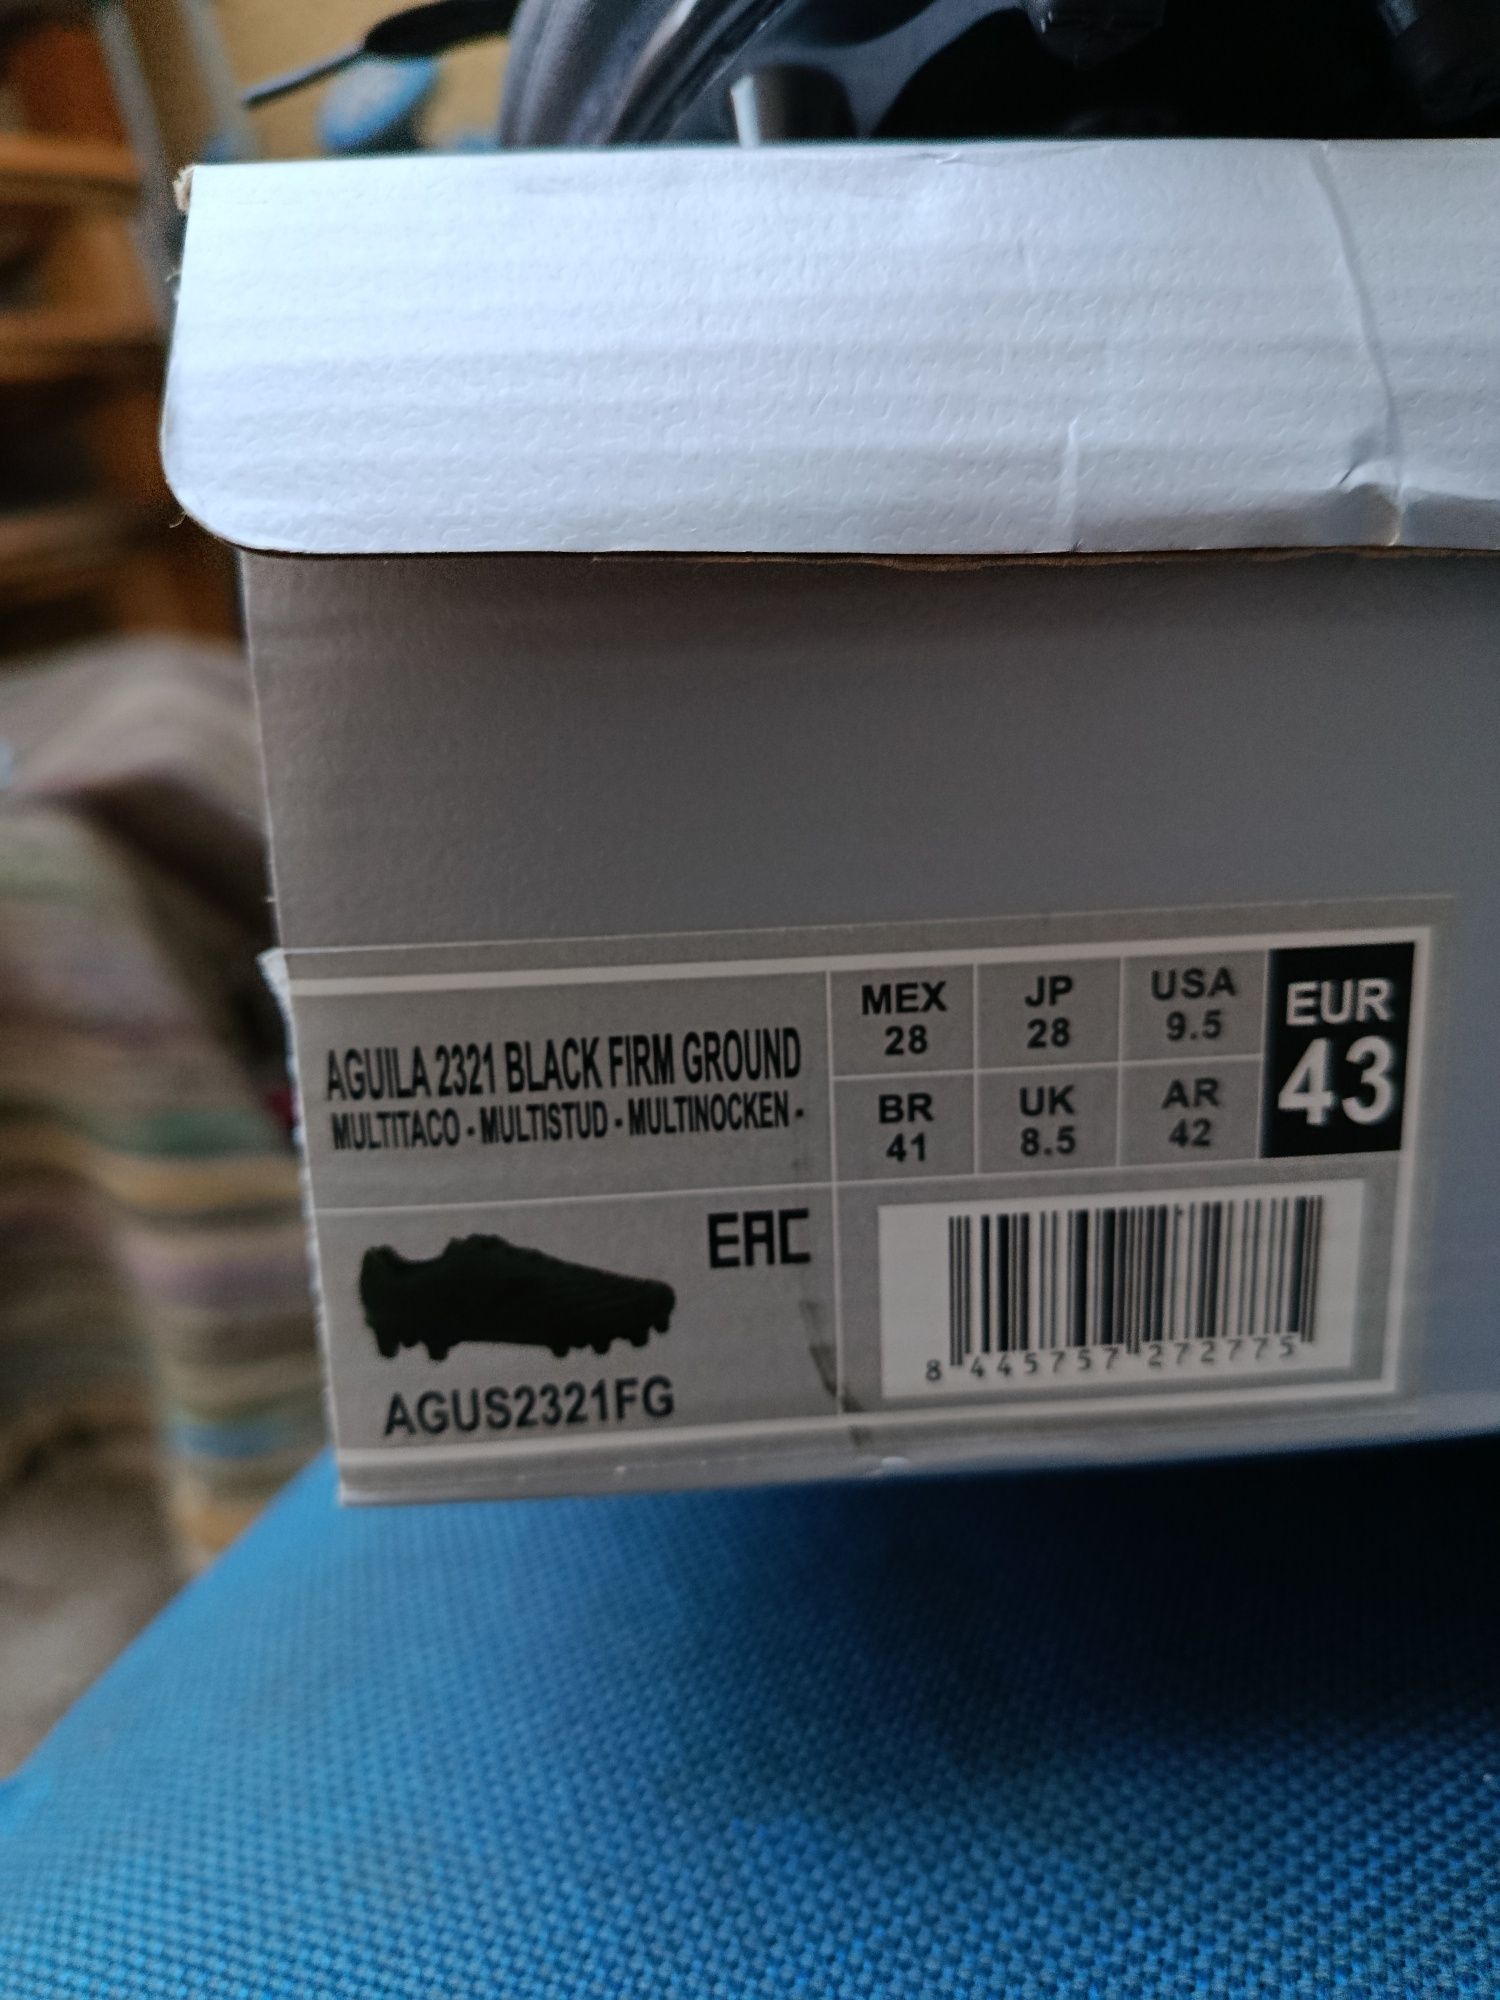 AGUILA 2321 BLACK FIRM GROUND
MULTITACO - MULTISTUD - MULTINOCKEN -
MEX
28
JP
28
USA
9.5
EUR
43
BR
41
UK
8.5
AR
42
EAC
AGUS2321FG
8 445757 272775